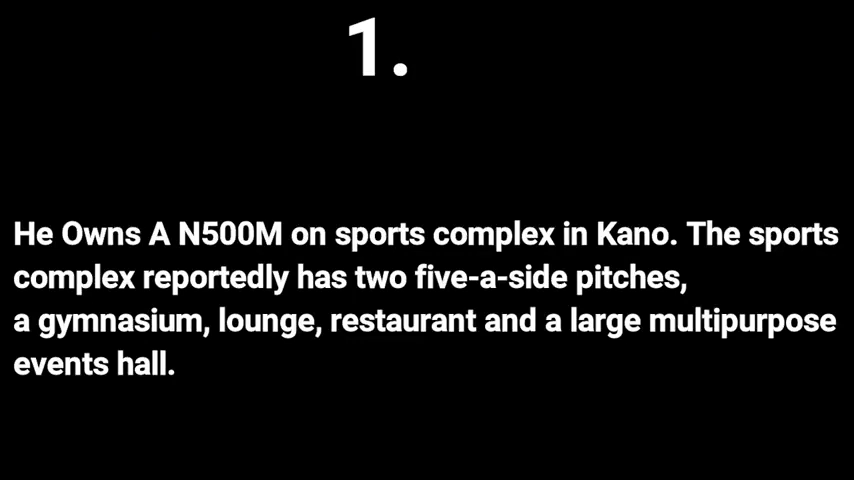 1.
He Owns A N500M on sports complex in Kano. The sports
complex reportedly has two five-a-side pitches,
a gymnasium, lounge, restaurant and a large multipurpose
events hall.